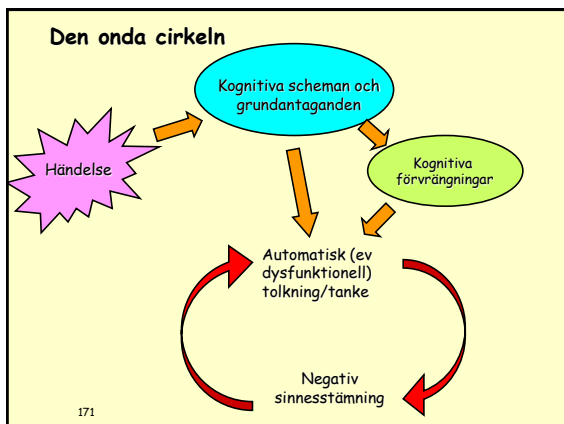 Den onda cirkeln
Kognitiva scheman och
grundantaganden
Händelse
Kognitiva
förvrängningar
Automatisk (ev
dysfunktionell)
tolkning/tanke
Negativ
sinnesstämning
171